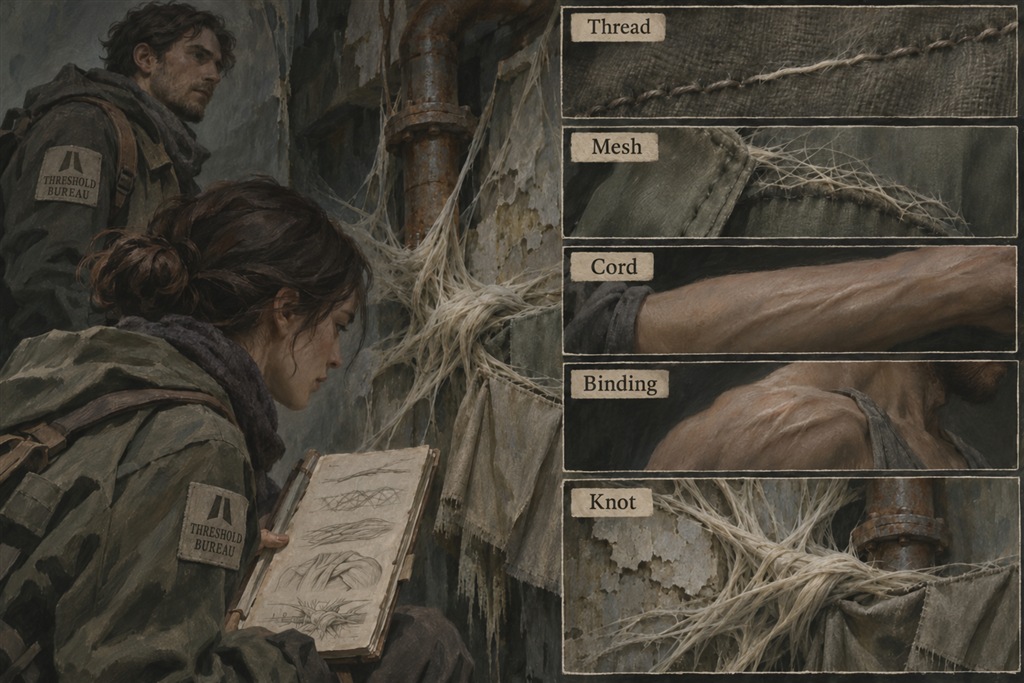 THRESHOLD
BUREAU
THRESHOLD
BUREAU
Thread
Mesh
Cord
Binding
Knot